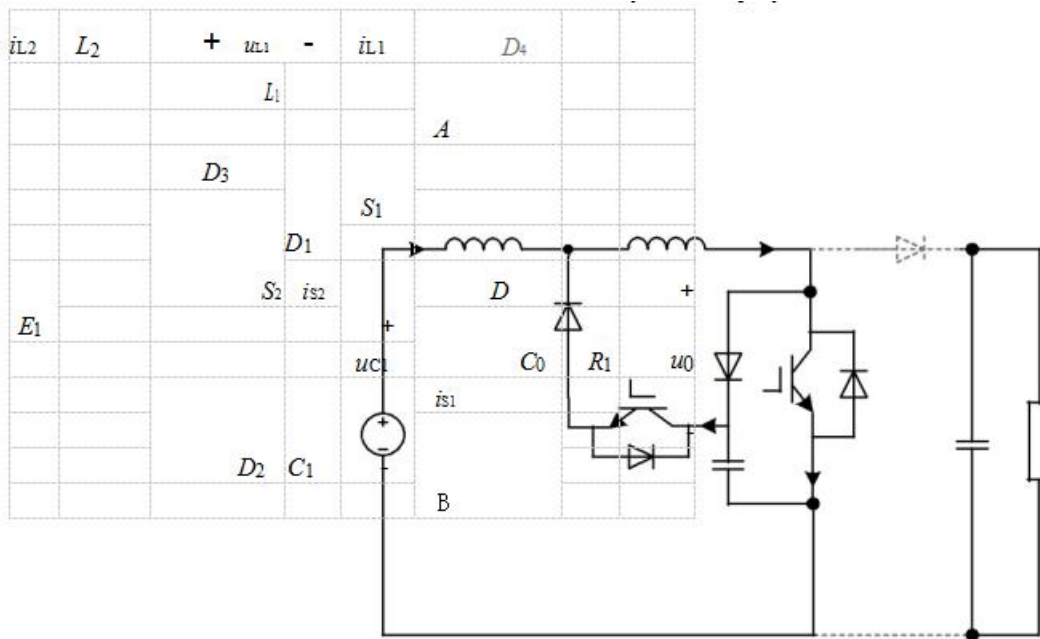 iL2 L2 + uL1 - iL1 D4
L1
A
D3
S1
D1
S2 iS2 D +
E1 +
uC1 C0 R1 u0
iS1
-
D2 C1 -
B
+
-